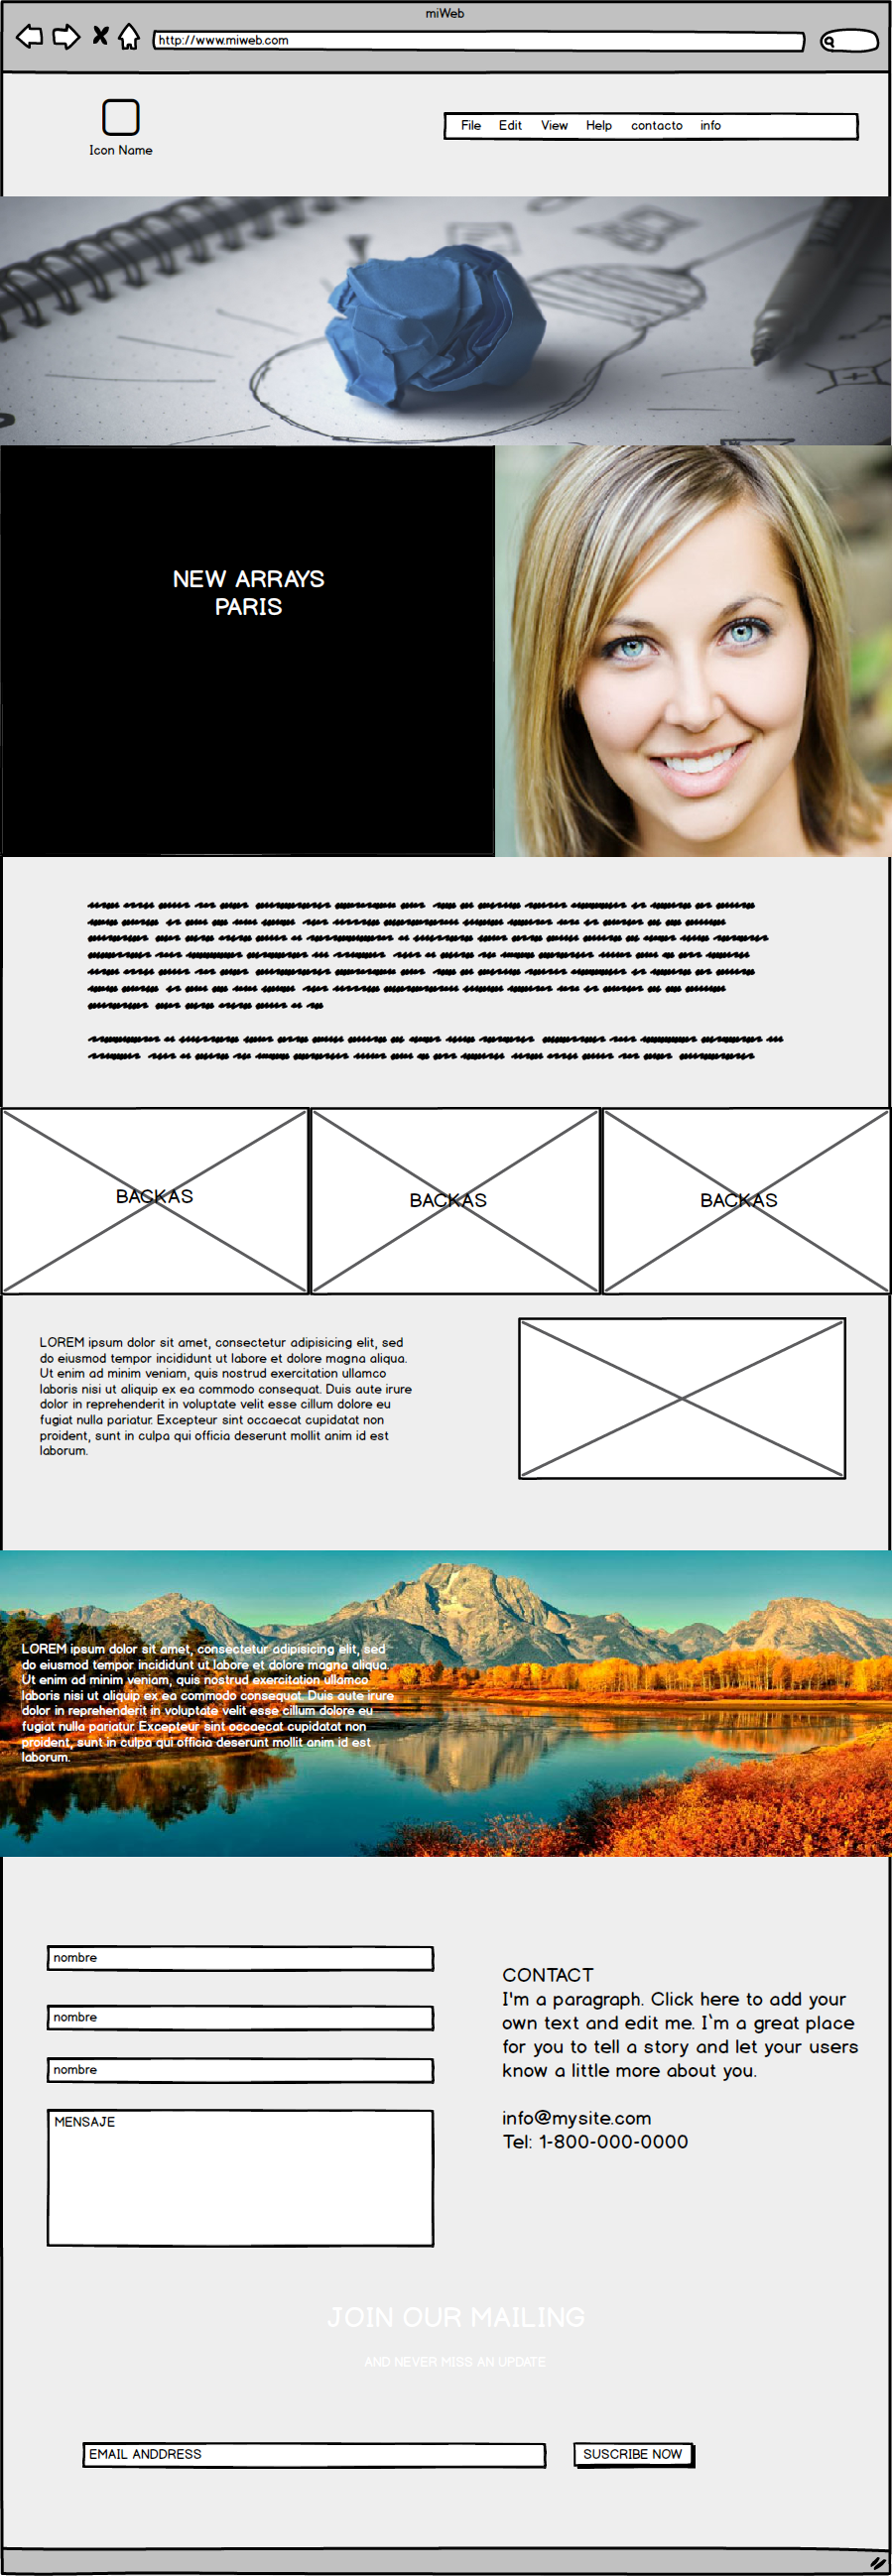 miWeb
http://www.miweb.com
File Edit View Help contacto info
Icon Name
NEW ARRAYS
PARIS
BACKAS
BACKAS
BACKAS
LOREM ipsum dolor sit amet, consectetur adipisicing elit, sed
do eiusmod tempor incididunt ut labore et dolore magna aliqua.
Ut enim ad minim veniam, quis nostrud exercitation ullamco
laboris nisi ut aliquip ex ea commodo consequat. Duis aute irure
dolor in reprehenderit in voluptate velit esse cillum dolore eu
fugiat nulla pariatur. Excepteur sint occaecat cupidatat non
proident, sunt in culpa qui officia deserunt mollit anim id est
laborum.
LOREM ipsum dolor sit amet, consectetur adipisicing elit, sed
do eiusmod tempor incididunt ut labore et dolore magna aliqua.
Ut enim ad minim veniam, quis nostrud exercitation ullamco
laboris nisi ut aliquip ex ea commodo consequat. Duis aute irure
dolor in reprehenderit in voluptate velit esse cillum dolore eu
fugiat nulla pariatur. Excepteur sint occaecat cupidatat non
proident, sunt in culpa qui officia deserunt mollit anim id est
laborum.
nombre
nombre
nombre
MENSAJE
CONTACT
I'm a paragraph. Click here to add your
own text and edit me. I`m a great place
for you to tell a story and let your users
know a little more about you.
info@mysite.com
Tel: 1-800-000-0000
JOIN OUR MAILING
AND NEVER MISS AN UPDATE
EMAIL ANDDRESS
SUSCRIBE NOW